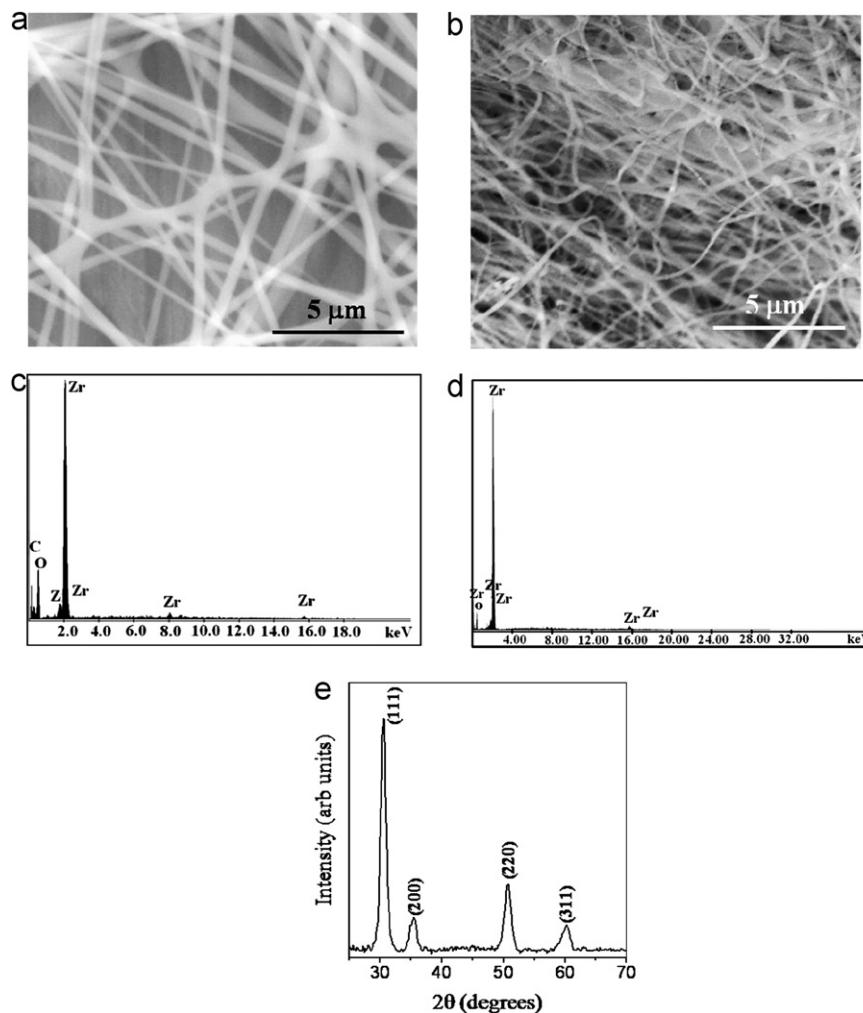 a
b
5 μm
5 μm
c
Zr
C
O
Z
Zr
Zr
Zr
2.0 4.0 6.0 8.0 10.0 12.0 14.0 16.0 18.0 keV
d
Zr
Zr
Zr
O
Zr
Zr
Zr
4.00 8.00 12.00 16.00 20.00 24.00 28.00 32.00 ke
e
Intensity (arb units)
(111)
(200)
(220)
(311)
30 40 50 60 70
2θ (degrees)